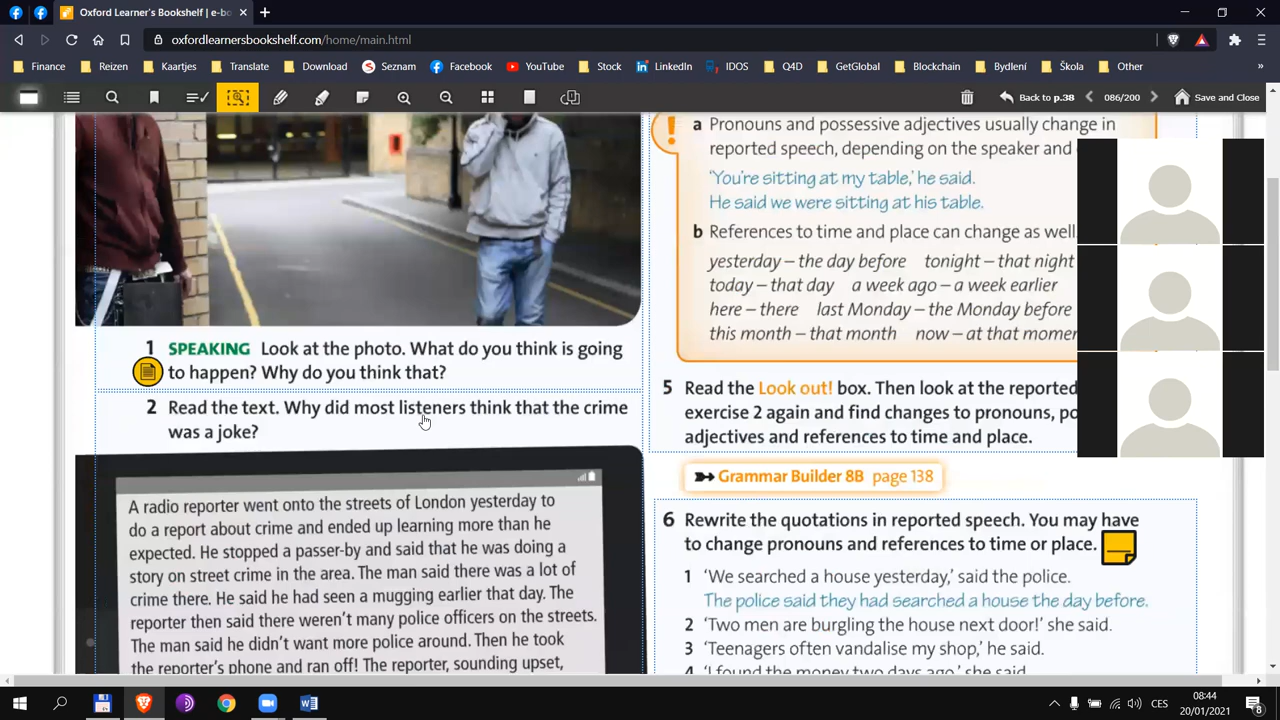 Oxford Learner's Bookshelf | e-bo
oxfordlearnersbookshelf.com/home/main.html
Finance Reizen Kaartjes Translate Download Seznam Facebook YouTube Stock LinkedIn IDOS Q4D GetGlobal Blockchain Bydlení Škola Other »
Back to p.38 086/200 Save and Close
1 SPEAKING Look at the photo. What do you think is going
to happen? Why do you think that?
2 Read the text. Why did most listeners think that the crime
was a joke?
A radio reporter went onto the streets of London yesterday to
do a report about crime and ended up learning more than he
expected. He stopped a passer-by and said that he was doing a
story on street crime in the area. The man said there was a lot of
crime there. He said he had seen a mugging earlier that day. The
reporter then said there weren't many police officers on the streets.
The man said he didn't want more police around. Then he took
the reporter's phone and ran off! The reporter, sounding upset,
! a Pronouns and possessive adjectives usually change in
reported speech, depending on the speaker and
'You're sitting at my table,' he said.
He said we were sitting at his table.
b References to time and place can change as well.
yesterday – the day before tonight – that night
today – that day a week ago – a week earlier
here – there last Monday – the Monday before
this month – that month now – at that momen
5 Read the Look out! box. Then look at the reported
exercise 2 again and find changes to pronouns, po
adjectives and references to time and place.
Grammar Builder 8B page 138
6 Rewrite the quotations in reported speech. You may have
to change pronouns and references to time or place.
1 'We searched a house yesterday,' said the police.
The police said they had searched a house the day before.
2 'Two men are burgling the house next door!' she said.
3 'Teenagers often vandalise my shop,' he said.
4 'I found the money two days ago,' she said.
CES
08:44
20/01/2021
8